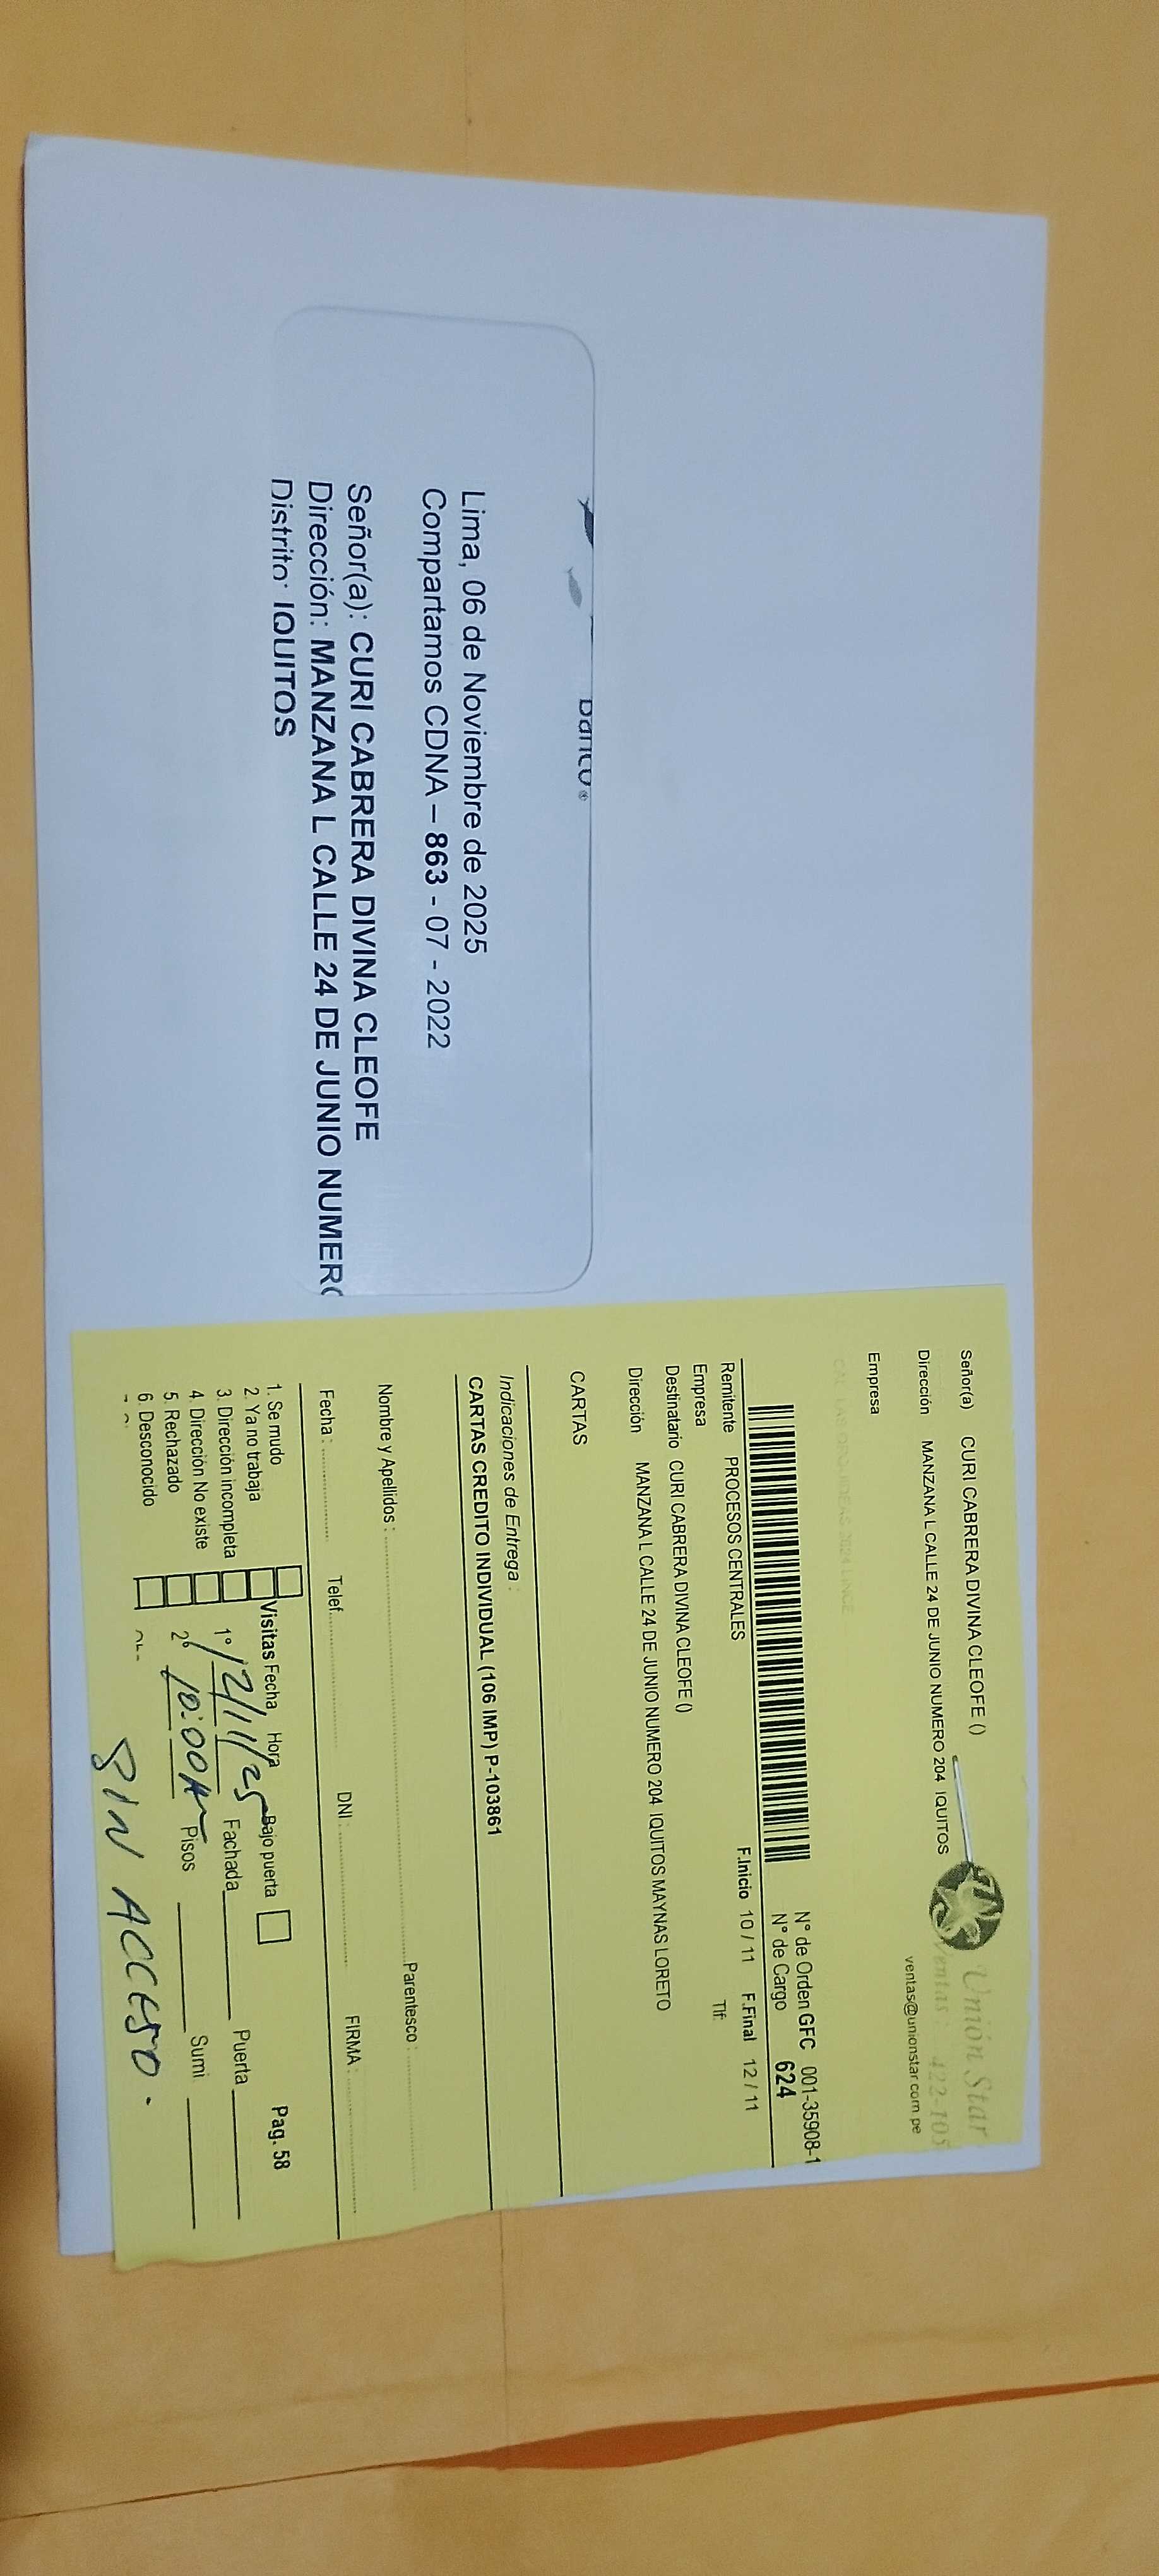 Banco®
Lima, 06 de Noviembre de 2025
Compartamos CDNA – 863 - 07 - 2022
Señor(a): CURI CABRERA DIVINA CLEOFE
Dirección: MANZANA L CALLE 24 DE JUNIO NUMERO
Distrito: IQUITOS
Unión Star
Ventas : 422-105
ventas@unionstar.com.pe
Señor(a) CURI CABRERA DIVINA CLEOFE ()
Dirección MANZANA L CALLE 24 DE JUNIO NUMERO 204 IQUITOS
Empresa
N° de Orden GFC 001-35908-1
N° de Cargo 624
F.Inicio 10 / 11 F.Final 12 / 11
Remitente PROCESOS CENTRALES
Tlf:
Empresa
Destinatario CURI CABRERA DIVINA CLEOFE ()
Dirección MANZANA L CALLE 24 DE JUNIO NUMERO 204 IQUITOS MAYNAS LORETO
CARTAS
Indicaciones de Entrega :
CARTAS CREDITO INDIVIDUAL (106 IMP) P-103861
Nombre y Apellidos : Parentesco :
Fecha : Telef. DNI : FIRMA :
Pag. 58
1. Se mudo
2. Ya no trabaja
3. Dirección incompleta
4. Dirección No existe
5. Rechazado
6. Desconocido
Visitas Fecha Hora Bajo puerta
1° 12/11/25 Fachada Puerta
2° 10:00 Pisos Sumi
SIN ACCESO.